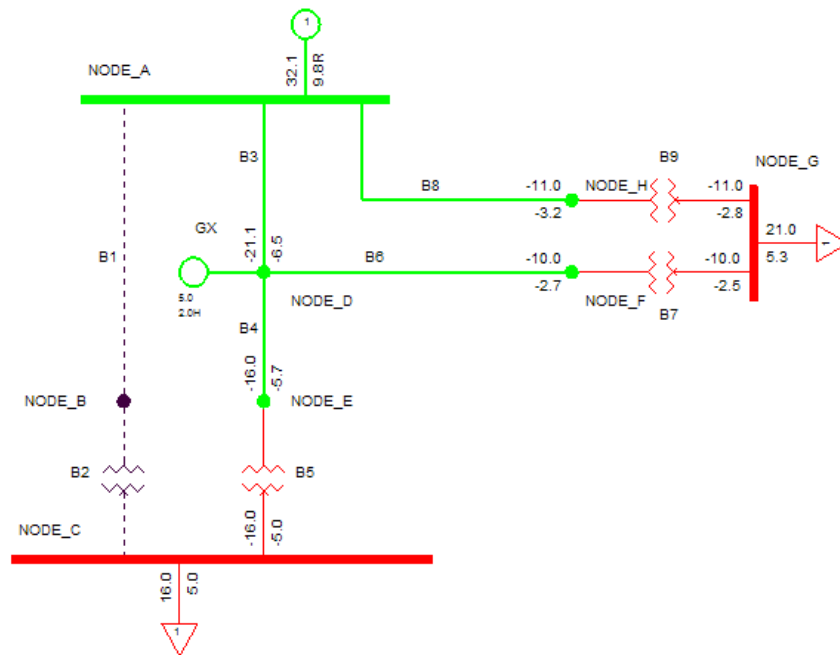 1
32.1
9.8R
NODE_A
B3
B8
B9
NODE_G
-11.0
NODE_H
-11.0
-3.2
-2.8
21.0
1
5.3
GX
-21.1
-6.5
B6
-10.0
-10.0
B1
5.0
2.0H
NODE_D
-2.7
NODE_F
-2.5
B7
B4
-16.0
-5.7
NODE_B
NODE_E
B2
B5
NODE_C
-16.0
-5.0
16.0
5.0
1